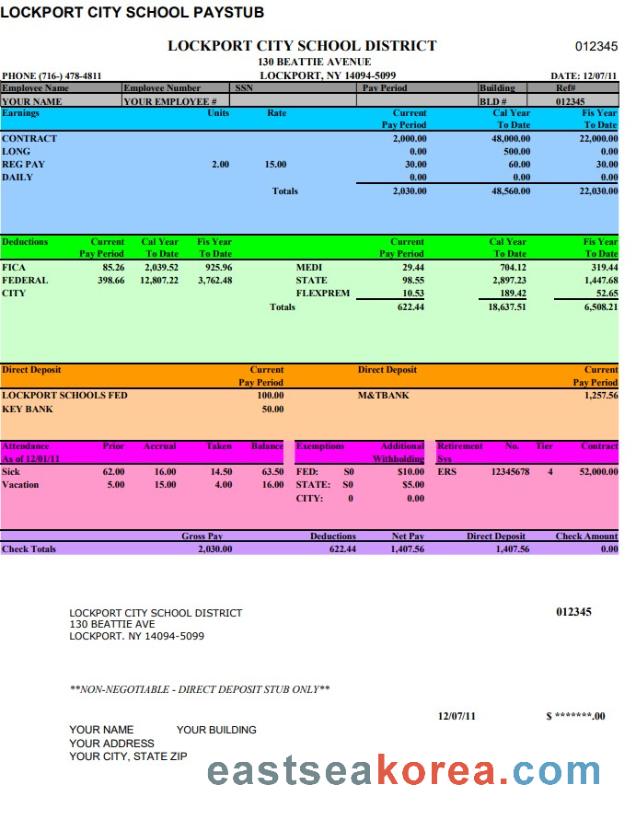 LOCKPORT CITY SCHOOL PAYSTUB
LOCKPORT CITY SCHOOL DISTRICT 012345
130 BEATTIE AVENUE
PHONE (716-) 478-4811 LOCKPORT, NY 14094-5099 DATE: 12/07/11
Employee Name Employee Number SSN Pay Period Building Ref#
YOUR NAME YOUR EMPLOYEE # BLD # 012345
Earnings Units Rate Current Cal Year Fis Year
Pay Period To Date To Date
CONTRACT 2,000.00 48,000.00 22,000.00
LONG 0.00 500.00 0.00
REG PAY 2.00 15.00 30.00 60.00 30.00
DAILY 0.00 0.00 0.00
Totals 2,030.00 48,560.00 22,030.00
Deductions Current Cal Year Fis Year Current Cal Year Fis Year
Pay Period To Date To Date Pay Period To Date To Date
FICA 85.26 2,039.52 925.96 MEDI 29.44 704.12 319.44
FEDERAL 398.66 12,807.22 3,762.48 STATE 98.55 2,897.23 1,447.68
CITY FLEXPREM 10.53 189.42 52.65
Totals 622.44 18,637.51 6,508.21
Direct Deposit Current Direct Deposit Current
Pay Period Pay Period
LOCKPORT SCHOOLS FED 100.00 M&TBANK 1,257.56
KEY BANK 50.00
Attendance Prior Accrual Taken Balance Exemptions Additional Retirement No. Tier Contract
As of 12/01/11 Withholding Sys
Sick 62.00 16.00 14.50 63.50 FED: S0 $10.00 ERS 12345678 4 52,000.00
Vacation 5.00 15.00 4.00 16.00 STATE: S0 $5.00
CITY: 0 0.00
Gross Pay Deductions Net Pay Direct Deposit Check Amount
Check Totals 2,030.00 622.44 1,407.56 1,407.56 0.00
LOCKPORT CITY SCHOOL DISTRICT 012345
130 BEATTIE AVE
LOCKPORT. NY 14094-5099
**NON-NEGOTIABLE - DIRECT DEPOSIT STUB ONLY**
12/07/11 $ *******.00
YOUR NAME YOUR BUILDING
YOUR ADDRESS
YOUR CITY, STATE ZIP
eastseakorea.com